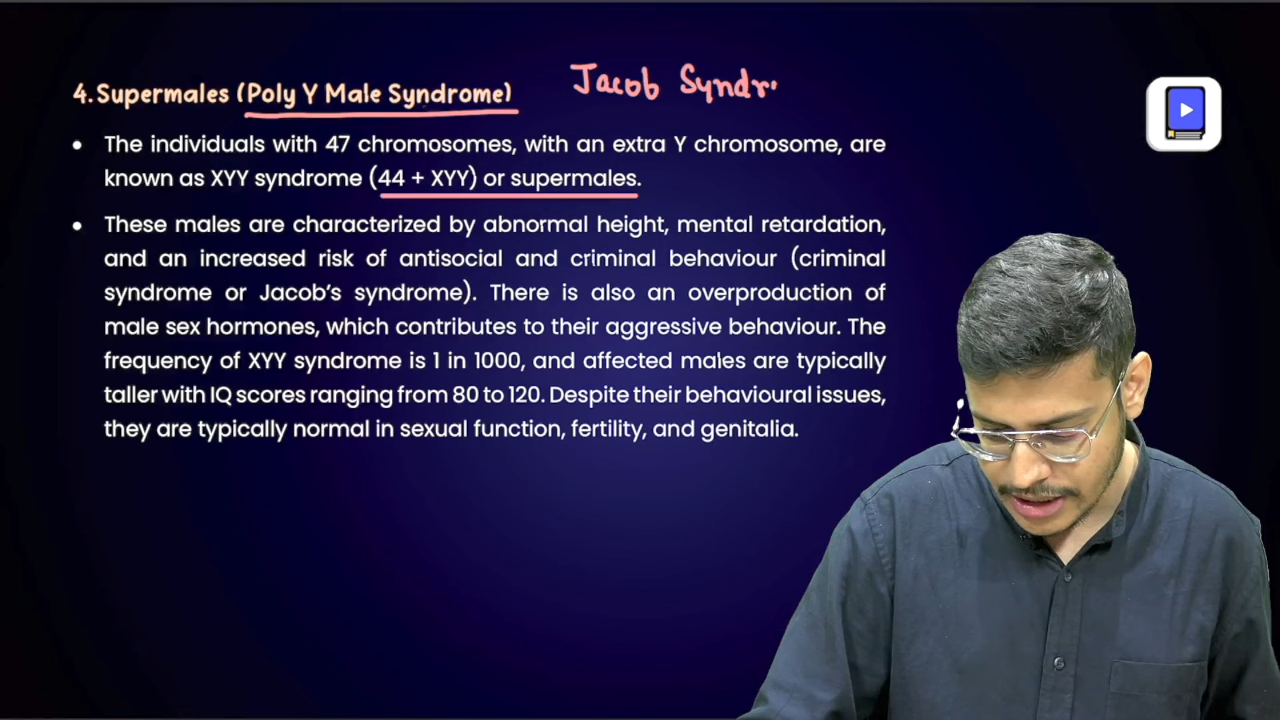 4. Supermales (Poly Y Male Syndrome)
Jacob Syndr
The individuals with 47 chromosomes, with an extra Y chromosome, are
known as XYY syndrome (44 + XYY) or supermales.
These males are characterized by abnormal height, mental retardation,
and an increased risk of antisocial and criminal behaviour (criminal
syndrome or Jacob's syndrome). There is also an overproduction of
male sex hormones, which contributes to their aggressive behaviour. The
frequency of XYY syndrome is 1 in 1000, and affected males are typically
taller with IQ scores ranging from 80 to 120. Despite their behavioural issues,
they are typically normal in sexual function, fertility, and genitalia.